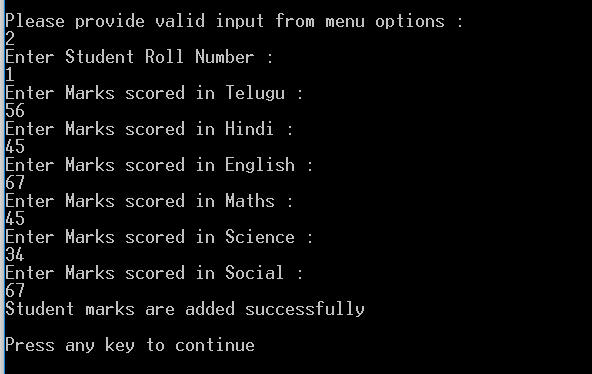 Please provide valid input from menu options :
2
Enter Student Roll Number :
1
Enter Marks scored in Telugu :
56
Enter Marks scored in Hindi :
45
Enter Marks scored in English :
67
Enter Marks scored in Maths :
45
Enter Marks scored in Science :
34
Enter Marks scored in Social :
67
Student marks are added successfully
Press any key to continue